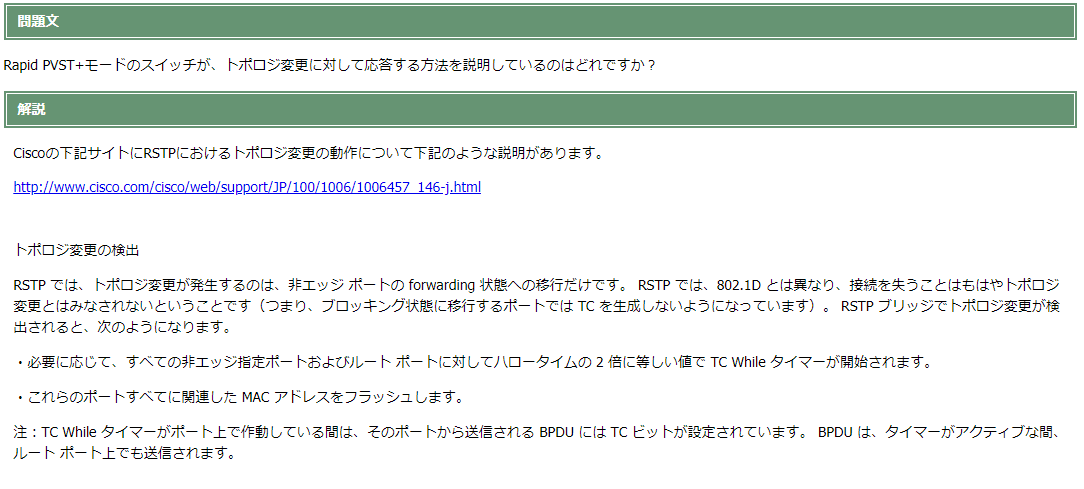 問題文
Rapid PVST+モードのスイッチが、トポロジ変更に対して応答する方法を説明しているのはどれですか？
解説
Ciscoの下記サイトにRSTPにおけるトポロジ変更の動作について下記のような説明があります。
http://www.cisco.com/cisco/web/support/JP/100/1006/1006457_146-j.html
トポロジ変更の検出
RSTP では、トポロジ変更が発生するのは、非エッジ ポートの forwarding 状態への移行だけです。 RSTP では、802.1D とは異なり、接続を失うことはもはやトポロジ
変更とはみなされないということです（つまり、ブロッキング状態に移行するポートでは TC を生成しないようになっています）。 RSTP ブリッジでトポロジ変更が検
出されると、次のようになります。
・必要に応じて、すべての非エッジ指定ポートおよびルート ポートに対してハロータイムの 2 倍に等しい値で TC While タイマーが開始されます。
・これらのポートすべてに関連した MAC アドレスをフラッシュします。
注：TC While タイマーがポート上で作動している間は、そのポートから送信される BPDU には TC ビットが設定されています。 BPDU は、タイマーがアクティブな間、
ルート ポート上でも送信されます。